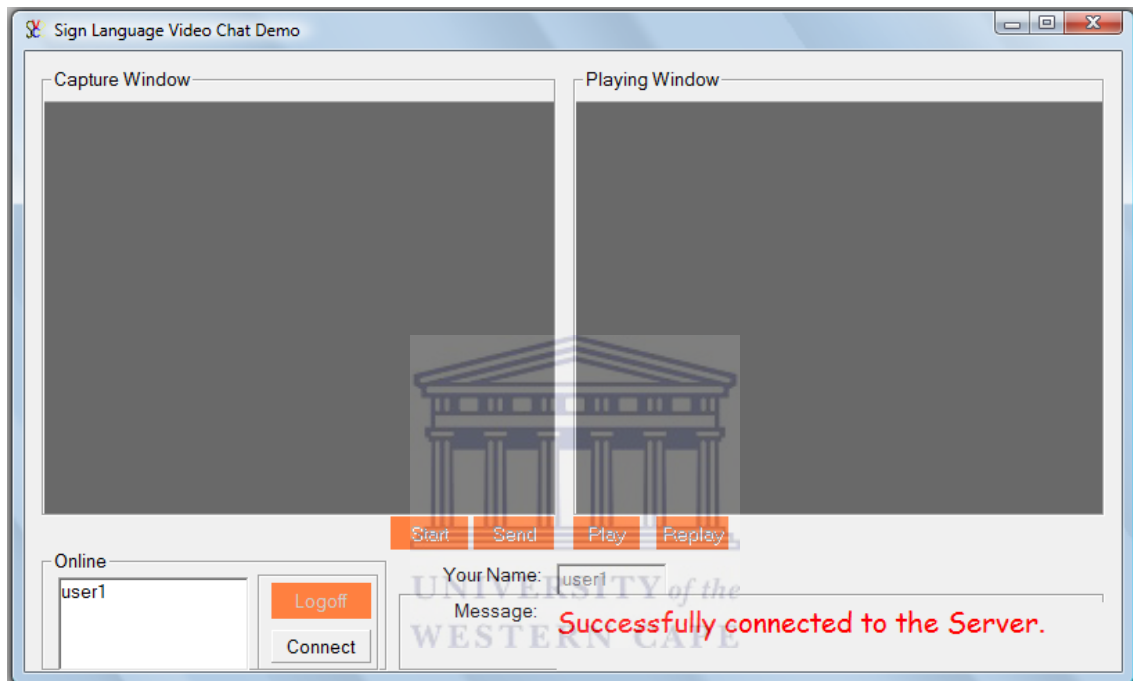 Sign Language Video Chat Demo
Capture Window
Playing Window
Start Send Play Replay
Online
user1
Logoff
Connect
Your Name: user1
Message: Successfully connected to the Server.
UNIVERSITY of the
WESTERN CAPE